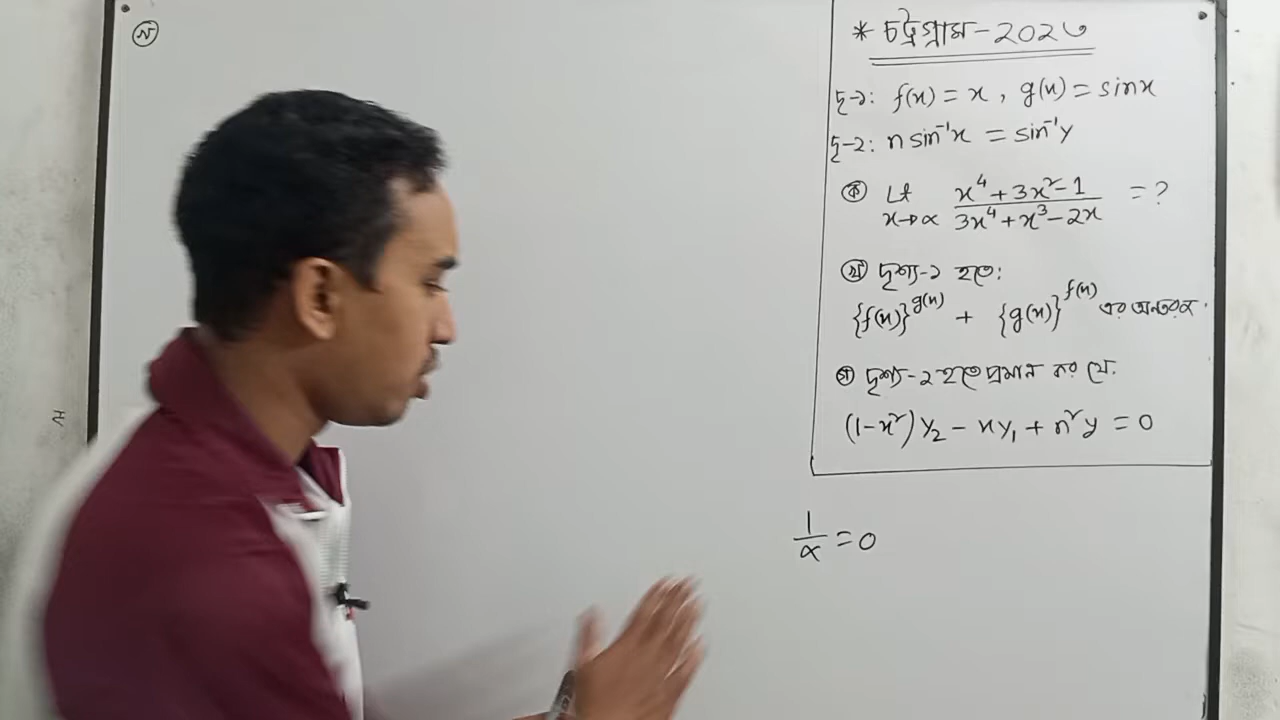 ন
* চট্টগ্রাম-২০২৩
দৃ-১: f(x) = x, g(x) = sinx
দৃ-২: n sin⁻¹x = sin⁻¹y
ক Lt x→∝ (x⁴ + 3x² - 1)/(3x⁴ + x³ - 2x) = ?
খ দৃশ্য-১ হতে:
{f(x)}^g(x) + {g(x)}^f(x) এর অন্তরক.
গ দৃশ্য-২ হতে প্রমান কর যে.
(1-x²) y₂ - xy₁ + n²y = 0
1/∝ = 0